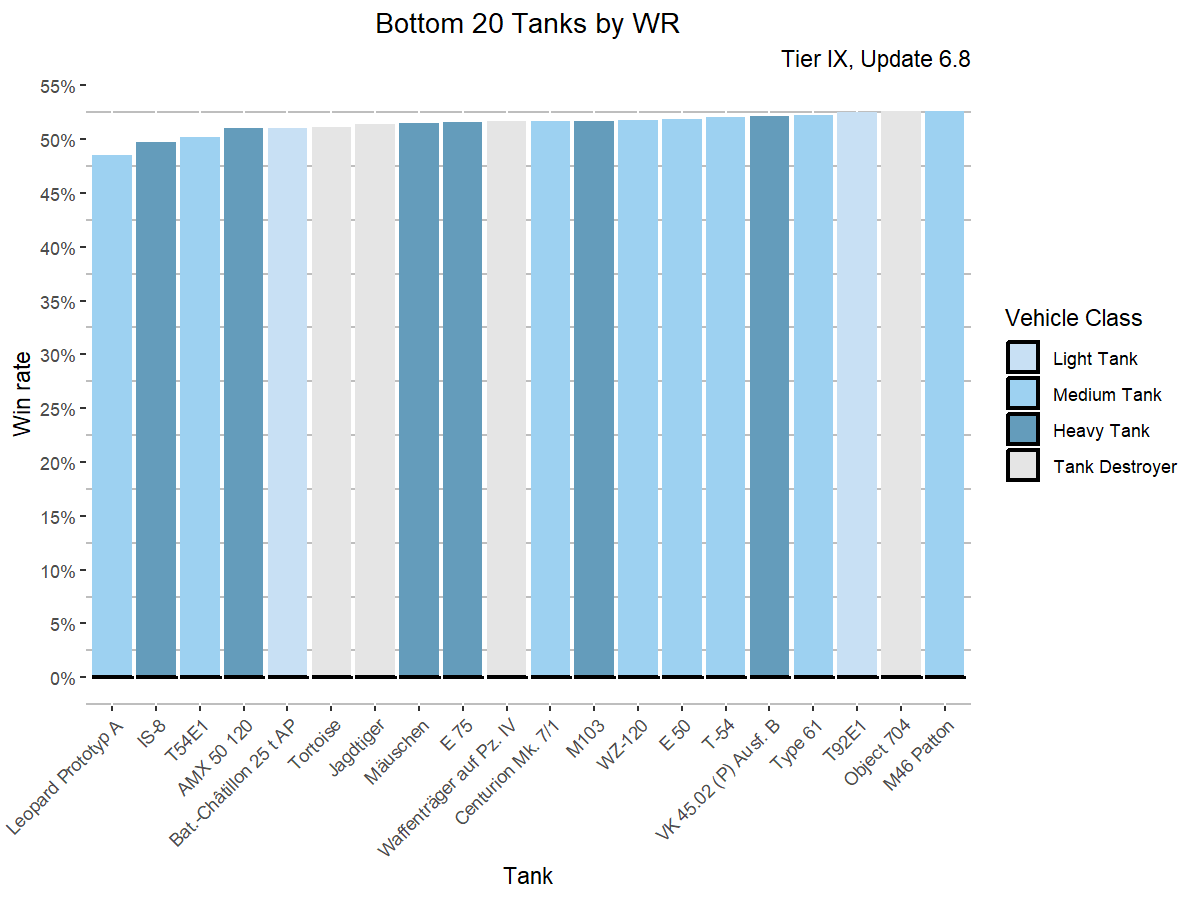 Bottom 20 Tanks by WR
Tier IX, Update 6.8
55%
50%
45%
40%
35%
30%
25%
20%
15%
10%
5%
0%
Win rate
Leopard Prototyp A
IS-8
T54E1
AMX 50 120
Bat.-Châtillon 25 t AP
Tortoise
Jagdtiger
Mäuschen
E 75
Waffenträger auf Pz. IV
Centurion Mk. 7/1
M103
WZ-120
E 50
T-54
VK 45.02 (P) Ausf. B
Type 61
T92E1
Object 704
M46 Patton
Tank
Vehicle Class
Light Tank
Medium Tank
Heavy Tank
Tank Destroyer